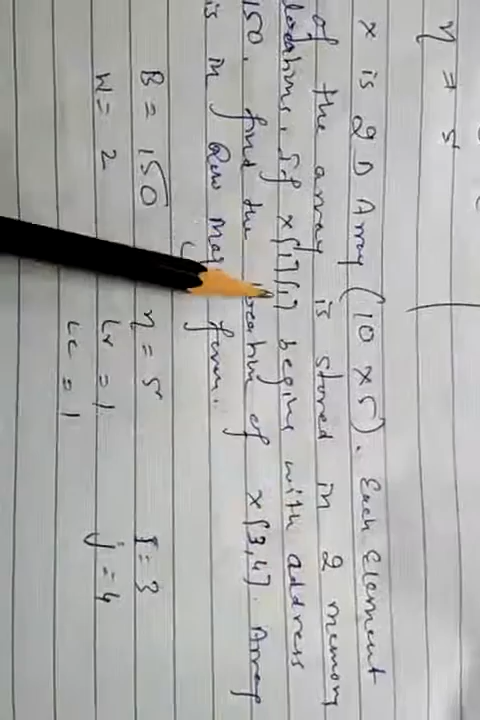 η = 5
x is 2D Array (10 x 5). Each Element
of the array is stored in 2 memory
locations. If x[1][1] begins with address
150, find the location of x[3,4]. Array
is in Row Maj form.
B = 150 η = 5 I = 3
W = 2 Lr = 1 j = 4
Lc = 1